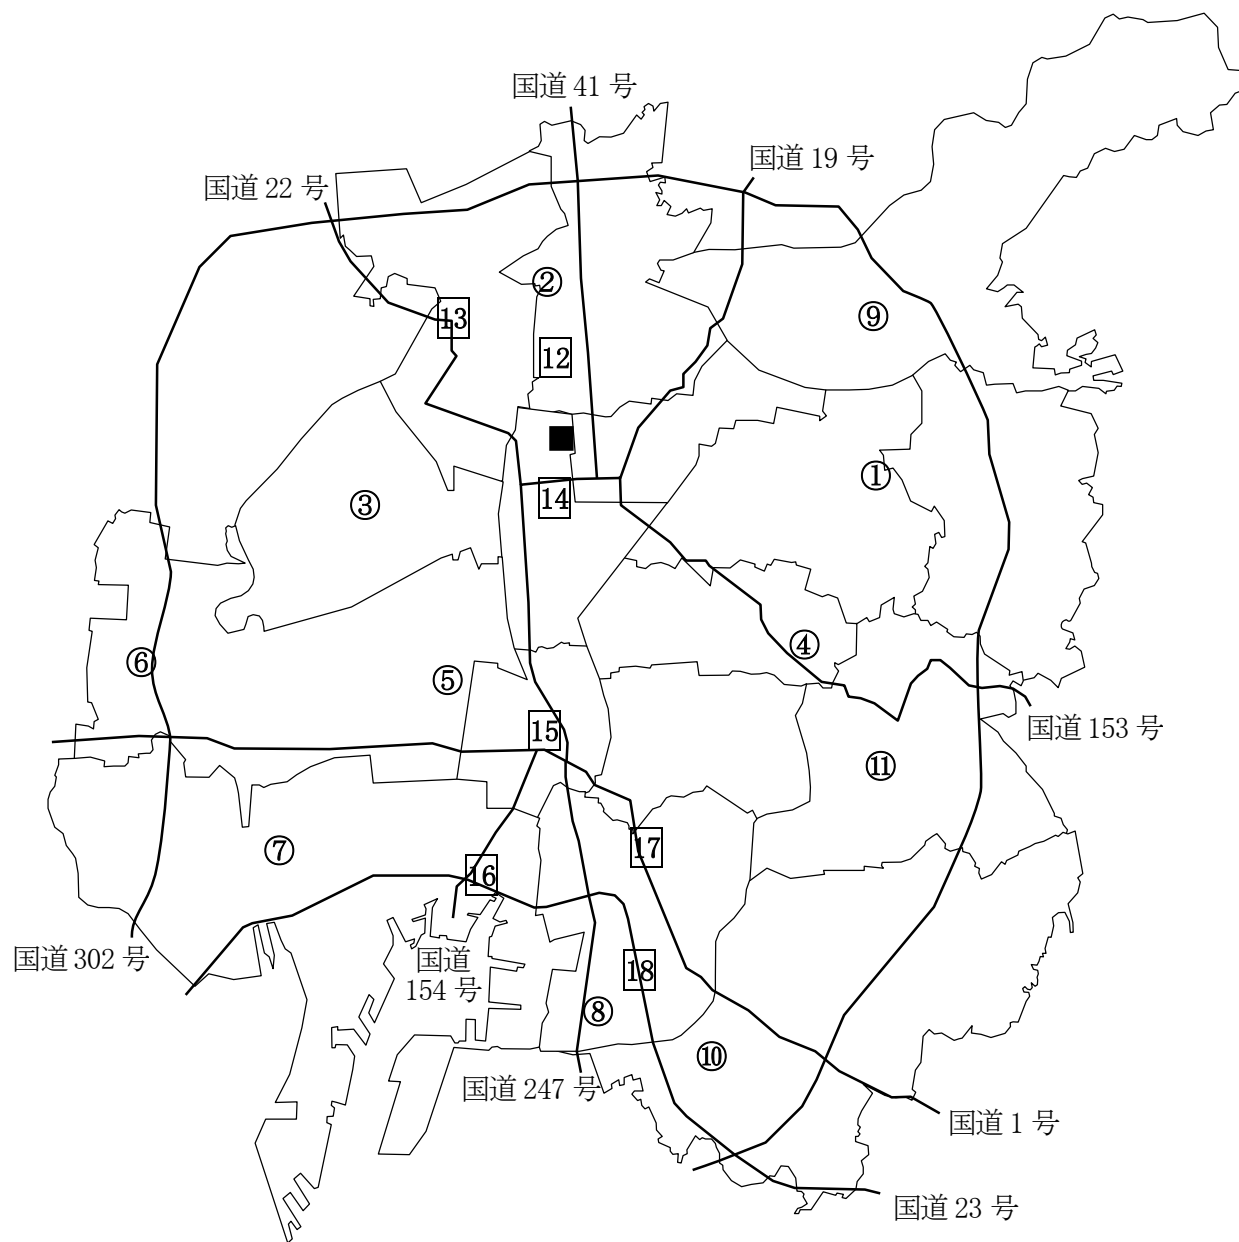 国道 41 号
国道 19 号
国道 22 号
②
13
⑨
12
①
14
③
④
⑥
⑤
国道 153 号
15
⑪
⑦
17
16
国道 302 号
国道
154 号
18
⑧
⑩
国道 247 号
国道 1 号
国道 23 号